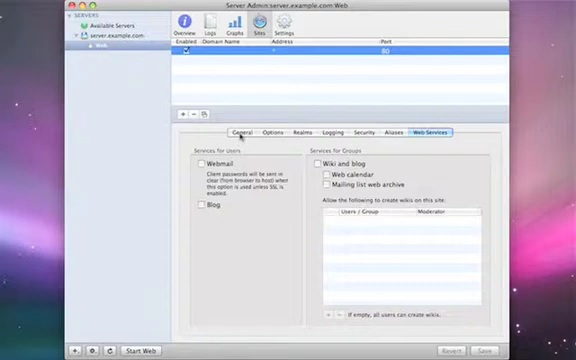 Server Admin:server.example.com:Web
SERVERS
Available Servers
server.example.com
Web
Overview
Logs
Graphs
Sites
Settings
Enabled
Domain Name
Address
Port
*
80
General
Options
Realms
Logging
Security
Aliases
Web Services
Services for Users
Webmail
Client passwords will be sent in
clear (from browser to host) when
this option is used unless SSL is
enabled.
Blog
Services for Groups
Wiki and blog
Web calendar
Mailing list web archive
Allow the following to create wikis on this site:
Users / Group
Moderator
If empty, all users can create wikis.
Start Web
Revert
Save